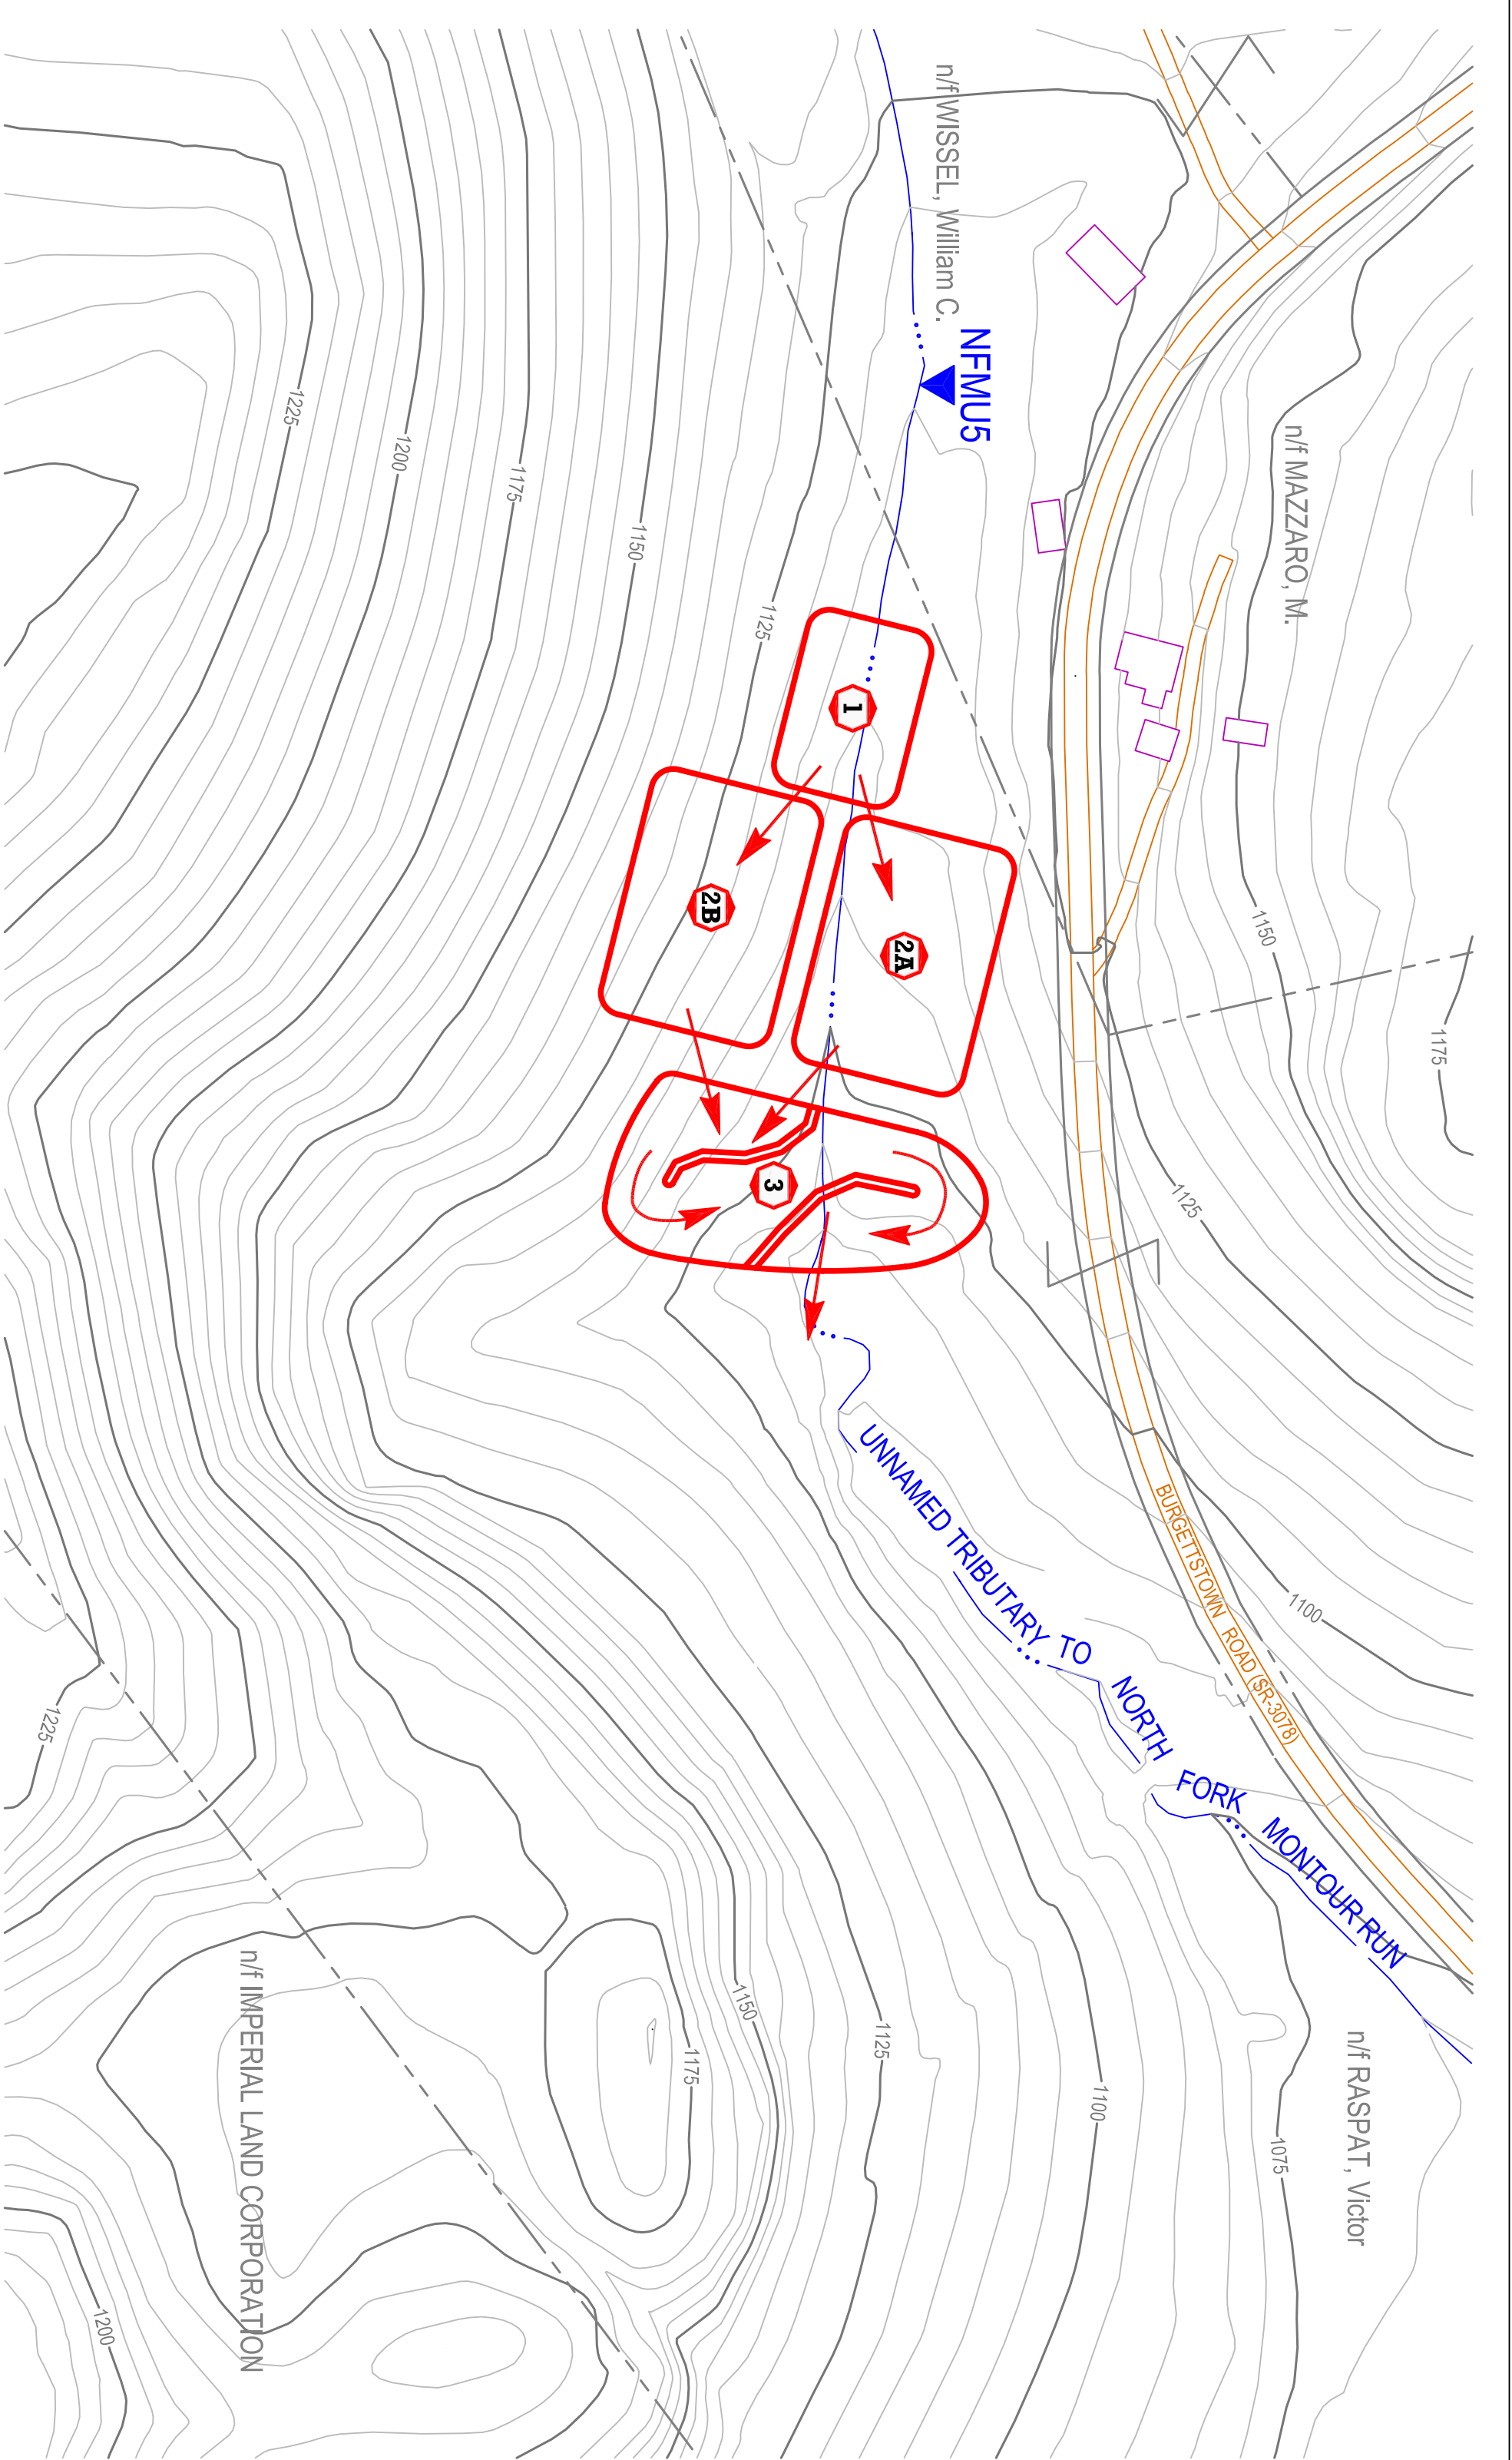 n/f WISSEL, William C.
NFMU5
n/f MAZZARO, M.
1225
1200
1175
1150
1125
1
2B
2A
3
1150
1175
1125
1100
BURGETTSTOWN ROAD (SR-3078)
UNNAMED TRIBUTARY TO NORTH FORK MONTOUR RUN
1225
n/f IMPERIAL LAND CORPORATION
1150
1175
1125
1100
1075
n/f RASPAT, Victor
1200